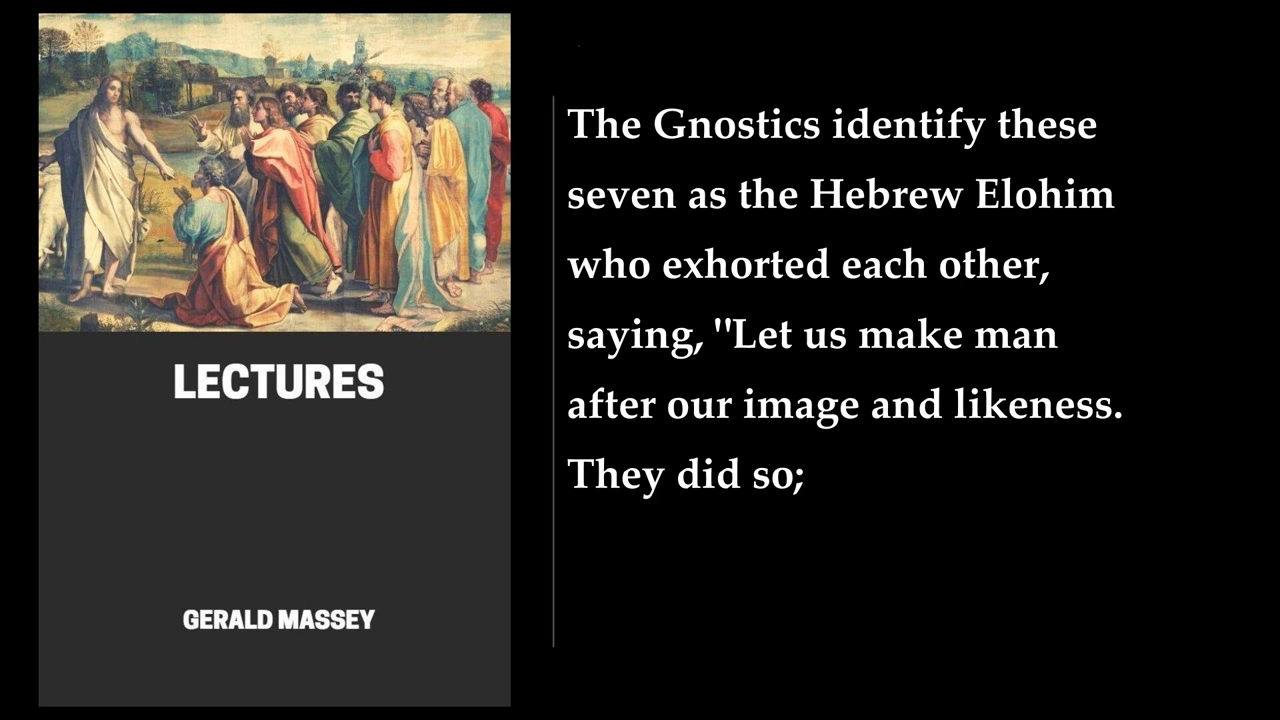 LECTURES
GERALD MASSEY
The Gnostics identify these
seven as the Hebrew Elohim
who exhorted each other,
saying, "Let us make man
after our image and likeness.
They did so;